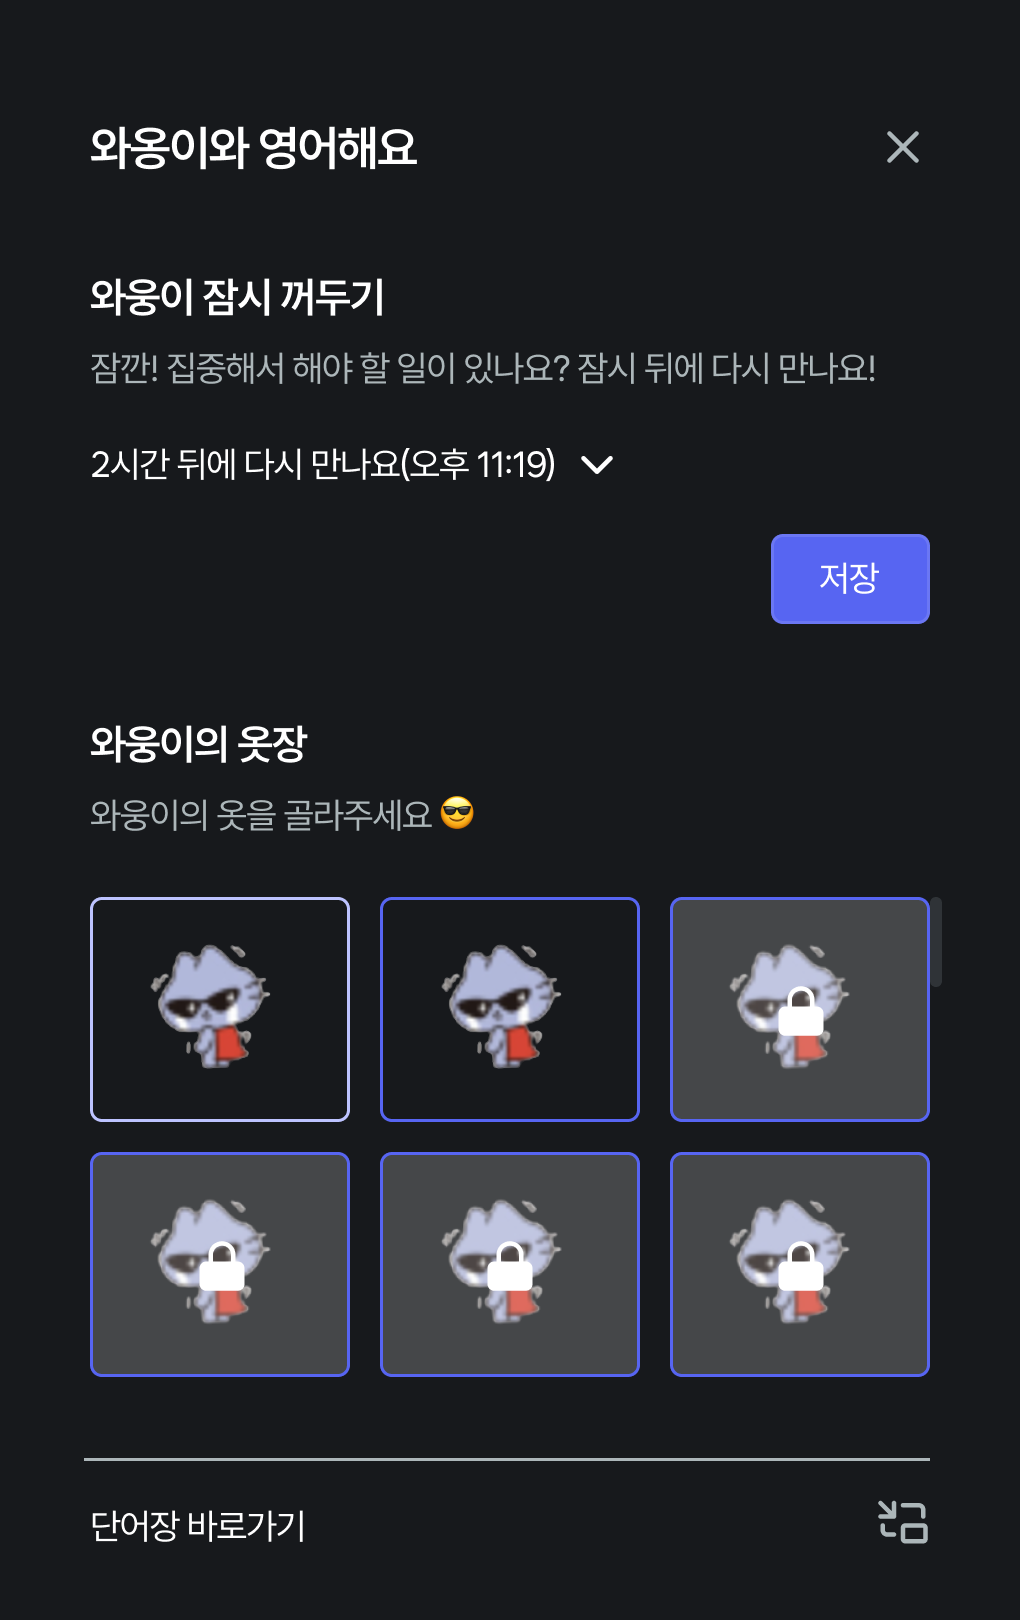 와옹이와 영어해요
와웅이 잠시 꺼두기
잠깐! 집중해서 해야 할 일이 있나요? 잠시 뒤에 다시 만나요!
2시간 뒤에 다시 만나요(오후 11:19)
저장
와웅이의 옷장
와웅이의 옷을 골라주세요 😎
단어장 바로가기